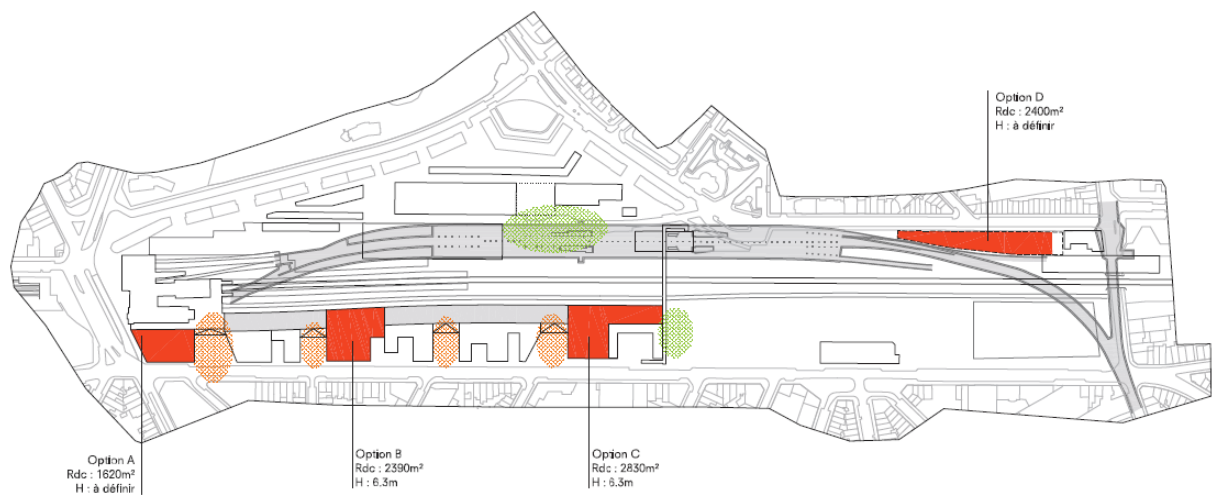 Option D
Rdc : 2400m²
H : à définir
Option A
Rdc : 1620m²
H : à définir
Option B
Rdc : 2390m²
H : 6.3m
Option C
Rdc : 2830m²
H : 6.3m